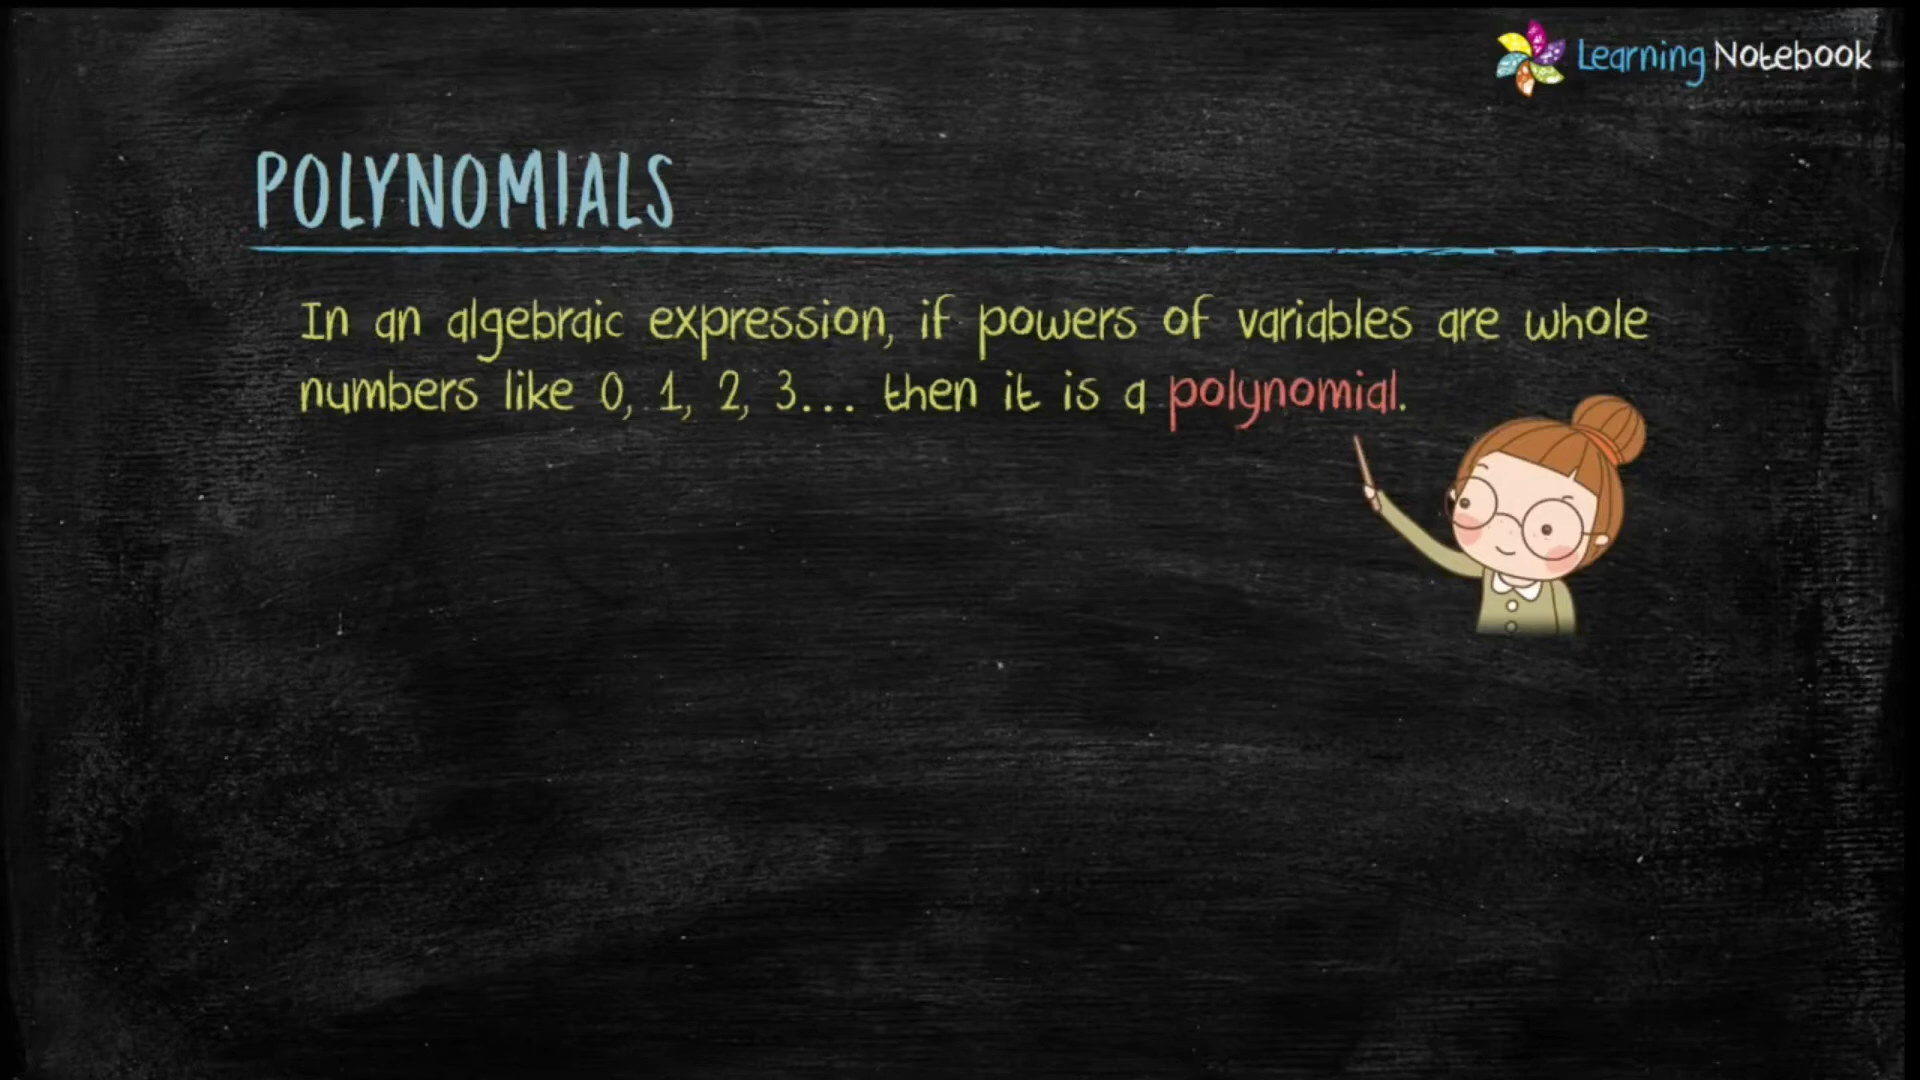 Learning Notebook
POLYNOMIALS
In an algebraic expression, if powers of variables are whole
numbers like 0, 1, 2, 3... then it is a polynomial.